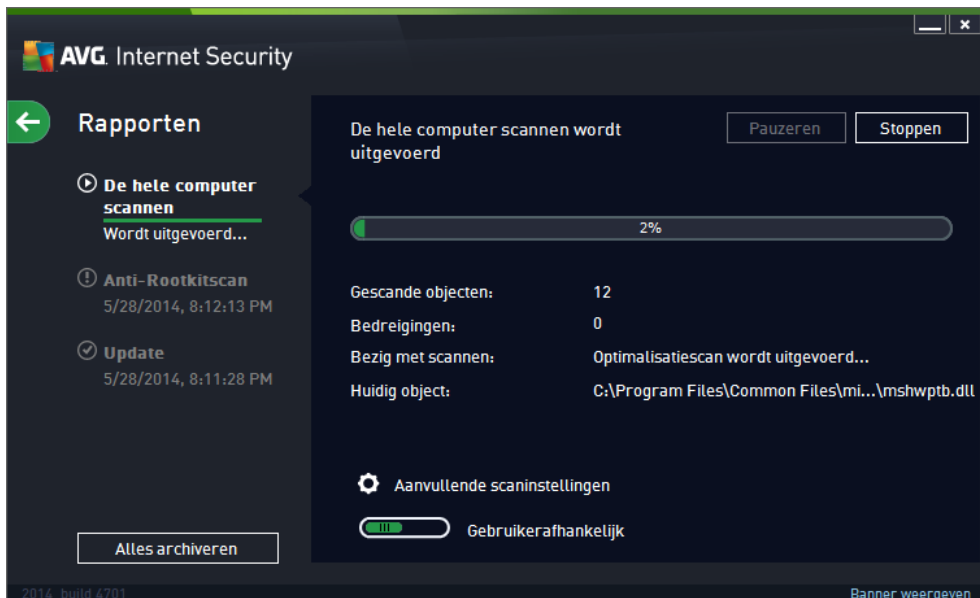 AVG. Internet Security
Rapporten
De hele computer
scannen
Wordt uitgevoerd...
Anti-Rootkitscan
5/28/2014, 8:12:13 PM
Update
5/28/2014, 8:11:28 PM
Alles archiveren
De hele computer scannen wordt
uitgevoerd
Pauzeren
Stoppen
2%
Gescande objecten: 12
Bedreigingen: 0
Bezig met scannen: Optimalisatiescan wordt uitgevoerd...
Huidig object: C:\Program Files\Common Files\mi...\mshwptb.dll
Aanvullende scaninstellingen
Gebruikerafhankelijk
2014 build 4701
Banner weergeven